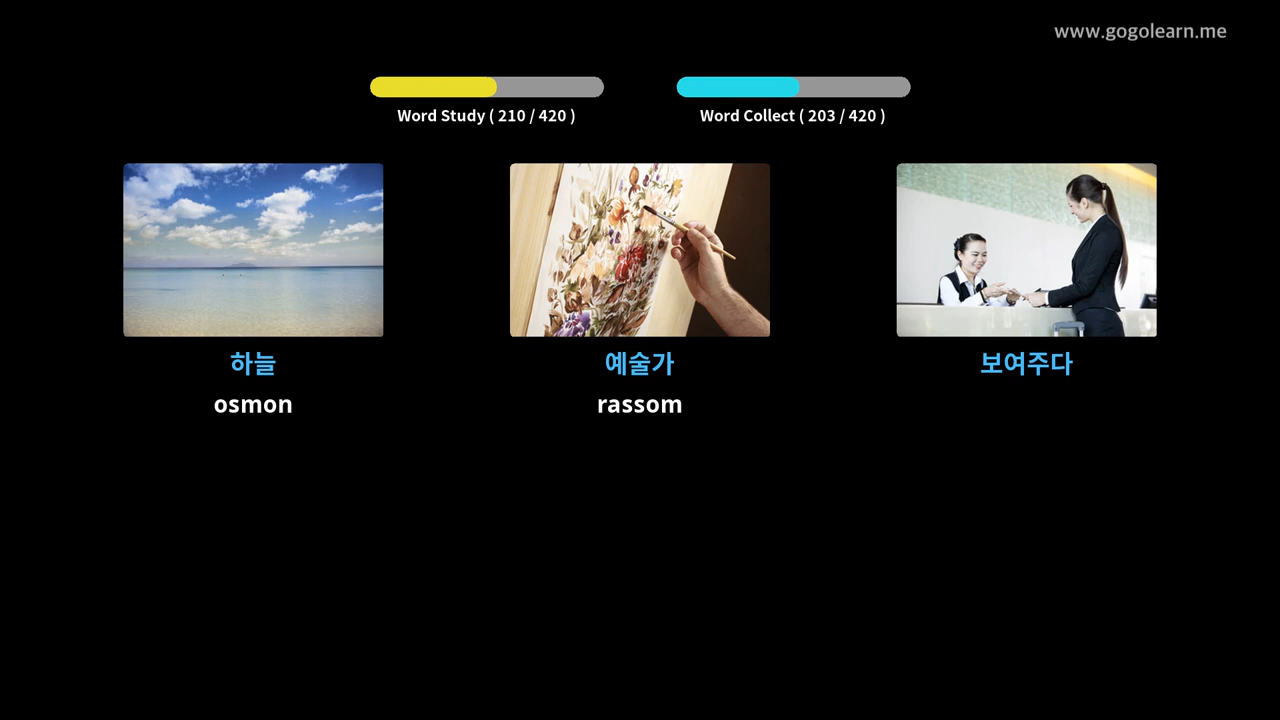 www.gogolearn.me
Word Study ( 210 / 420 )
Word Collect ( 203 / 420 )
하늘
예술가
보여주다
osmon
rassom